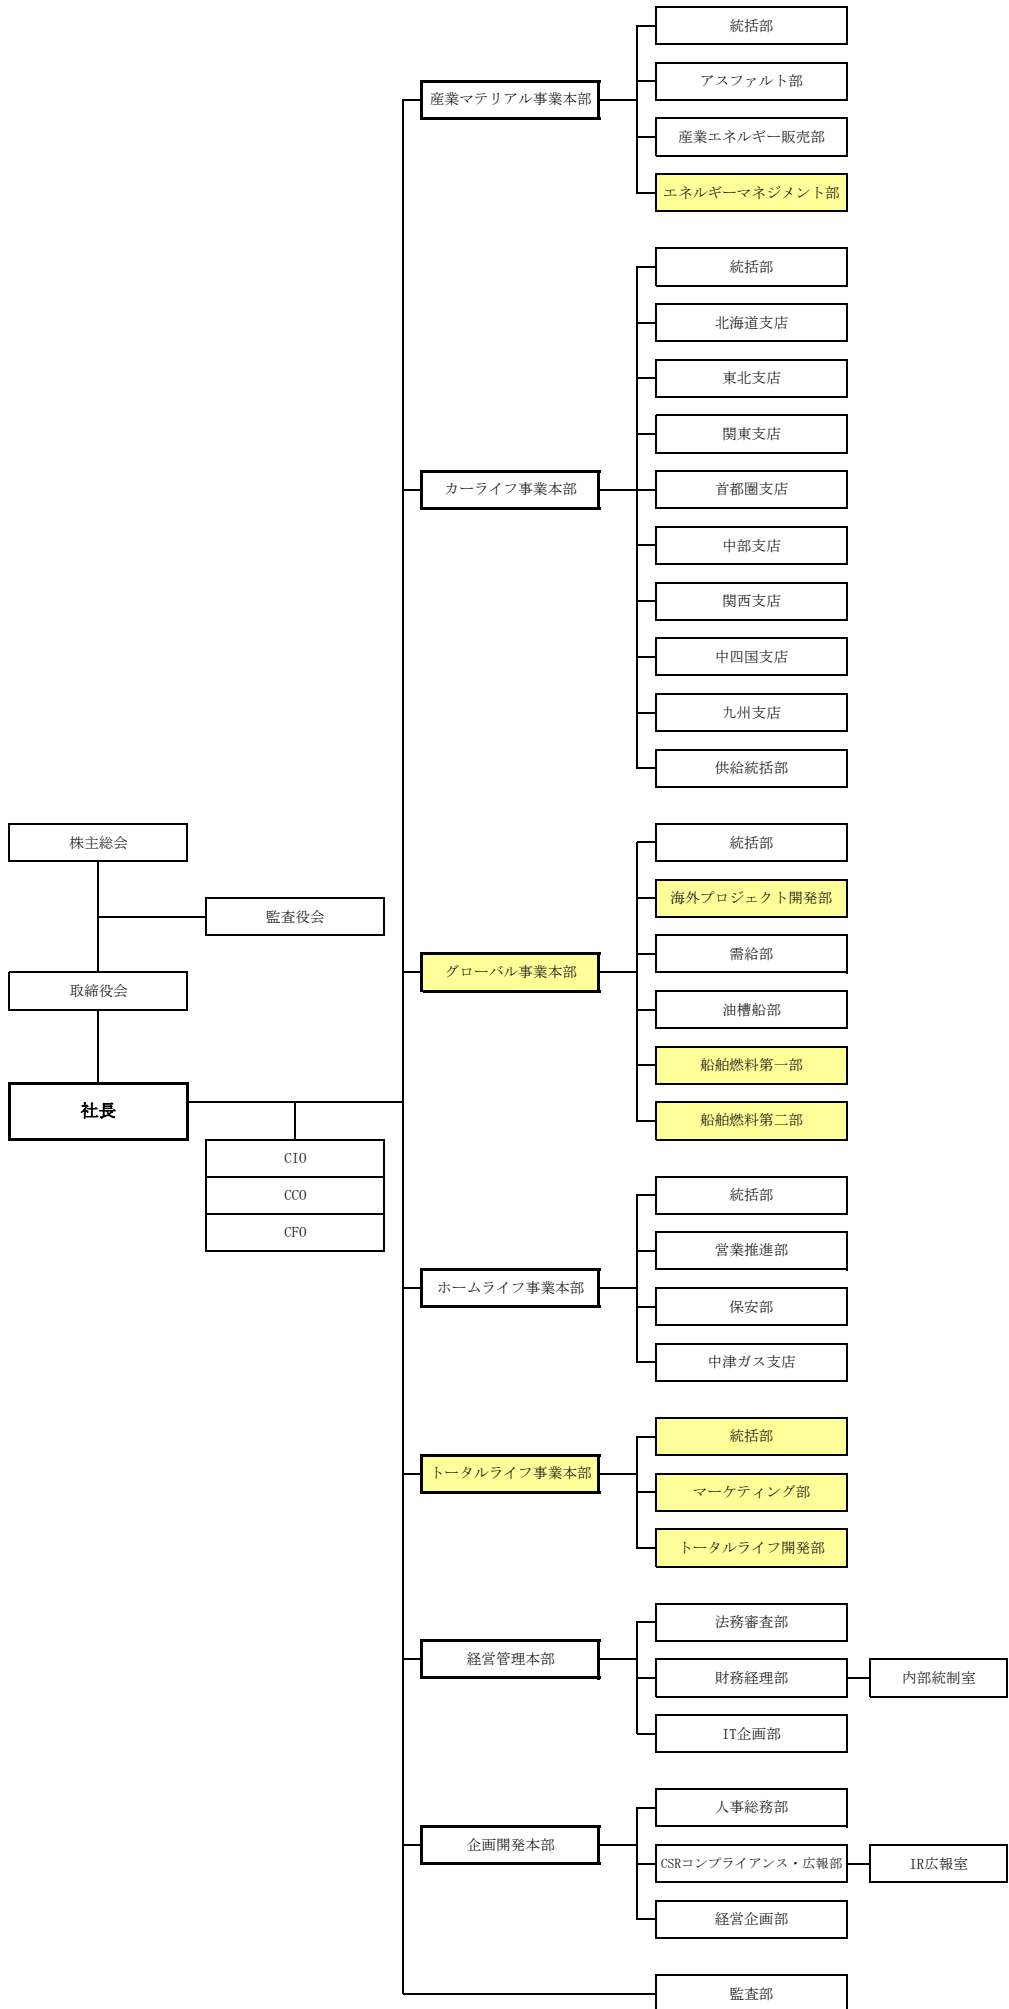 株主総会
監査役会
取締役会
社長
CIO
CCO
CFO
産業マテリアル事業本部
統括部
アスファルト部
産業エネルギー販売部
エネルギーマネジメント部
カーライフ事業本部
統括部
北海道支店
東北支店
関東支店
首都圏支店
中部支店
関西支店
中四国支店
九州支店
供給統括部
グローバル事業本部
統括部
海外プロジェクト開発部
需給部
油槽船部
船舶燃料第一部
船舶燃料第二部
ホームライフ事業本部
統括部
営業推進部
保安部
中津ガス支店
トータルライフ事業本部
統括部
マーケティング部
トータルライフ開発部
経営管理本部
法務審査部
財務経理部
内部統制室
IT企画部
企画開発本部
人事総務部
CSRコンプライアンス・広報部
IR広報室
経営企画部
監査部